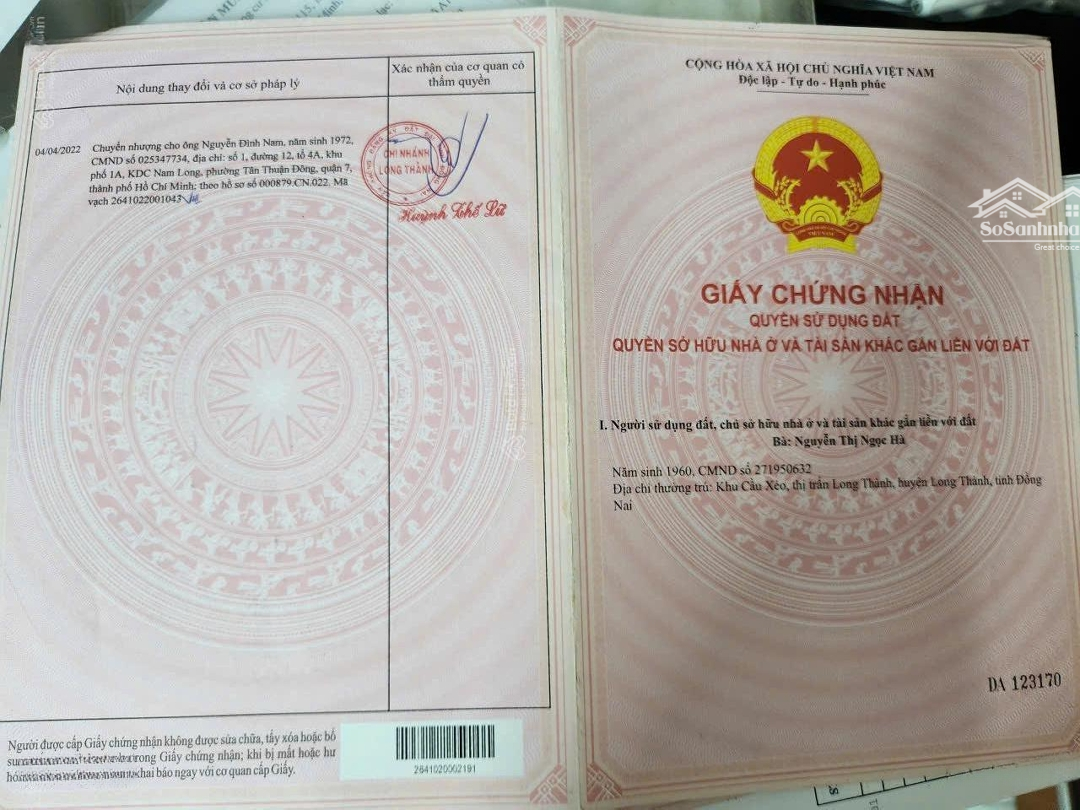 Nội dung thay đổi và cơ sở pháp lý
Xác nhận của cơ quan có
thẩm quyền
04/04/2022
Chuyển nhượng cho ông Nguyễn Đình Nam, năm sinh 1972,
CMND số 025347734, địa chỉ: số 1, đường 12, tổ 4A, khu
phố 1A, KDC Nam Long, phường Tân Thuận Đông, quận 7,
thành phố Hồ Chí Minh; theo hồ sơ số 000879.CN.022. Mã
vạch 2641022001043
CHI NHÁNH
LONG THÀNH
Huỳnh Thế Lữ
Người được cấp Giấy chứng nhận không được sửa chữa, tẩy xóa hoặc bổ
trong Giấy chứng nhận; khi bị mất hoặc hư
khai báo ngay với cơ quan cấp Giấy.
2641020002191
CỘNG HÒA XÃ HỘI CHỦ NGHĨA VIỆT NAM
Độc lập - Tự do - Hạnh phúc
VIỆT NAM
GIẤY CHỨNG NHẬN
QUYỀN SỬ DỤNG ĐẤT
QUYỀN SỞ HỮU NHÀ Ở VÀ TÀI SẢN KHÁC GẮN LIỀN VỚI ĐẤT
I. Người sử dụng đất, chủ sở hữu nhà ở và tài sản khác gắn liền với đất
Bà: Nguyễn Thị Ngọc Hà
Năm sinh 1960, CMND số 271950632
Địa chỉ thường trú: Khu Cầu Xéo, thị trấn Long Thành, huyện Long Thành, tỉnh Đồng
Nai
DA 123170
SoSanhnha
Great choice